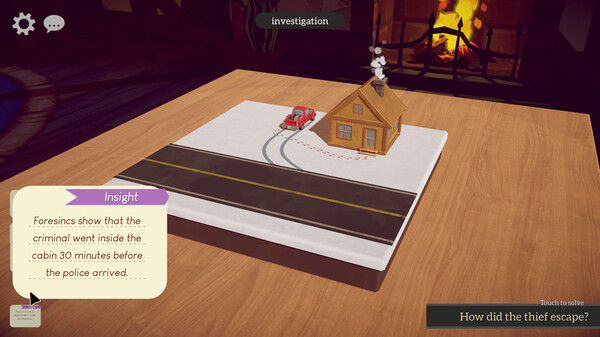 investigation
Insight
Foresincs show that the
criminal went inside the
cabin 30 minutes before
the police arrived.
Touch to solve
How did the thief escape?